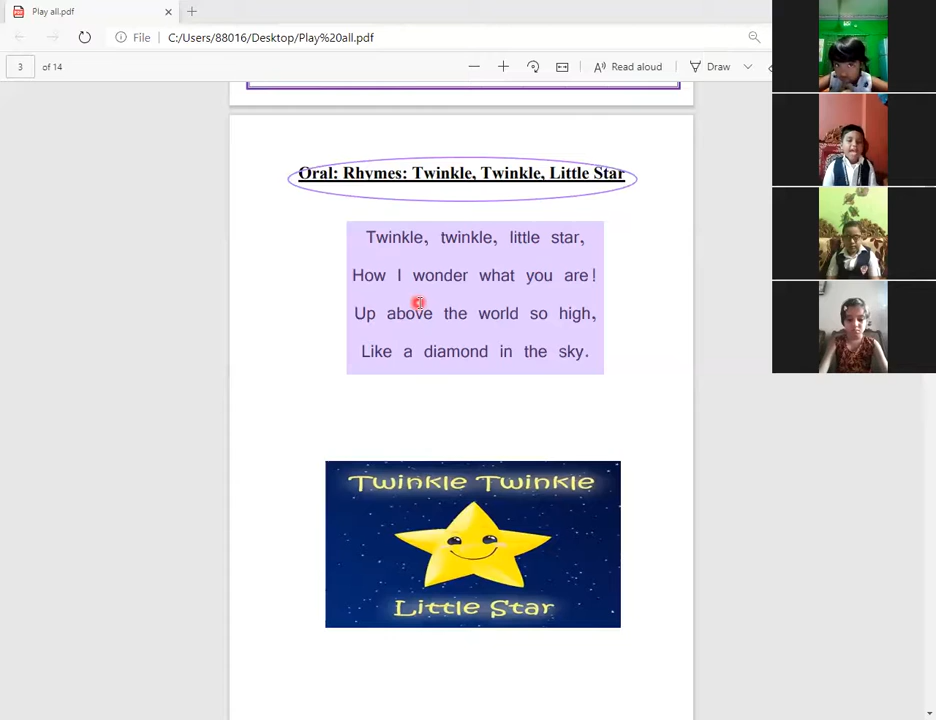 Play all.pdf
File C:/Users/88016/Desktop/Play%20all.pdf
3 of 14 Read aloud Draw
Oral: Rhymes: Twinkle, Twinkle, Little Star
Twinkle, twinkle, little star,
How I wonder what you are!
Up above the world so high,
Like a diamond in the sky.
Twinkle Twinkle
Little Star